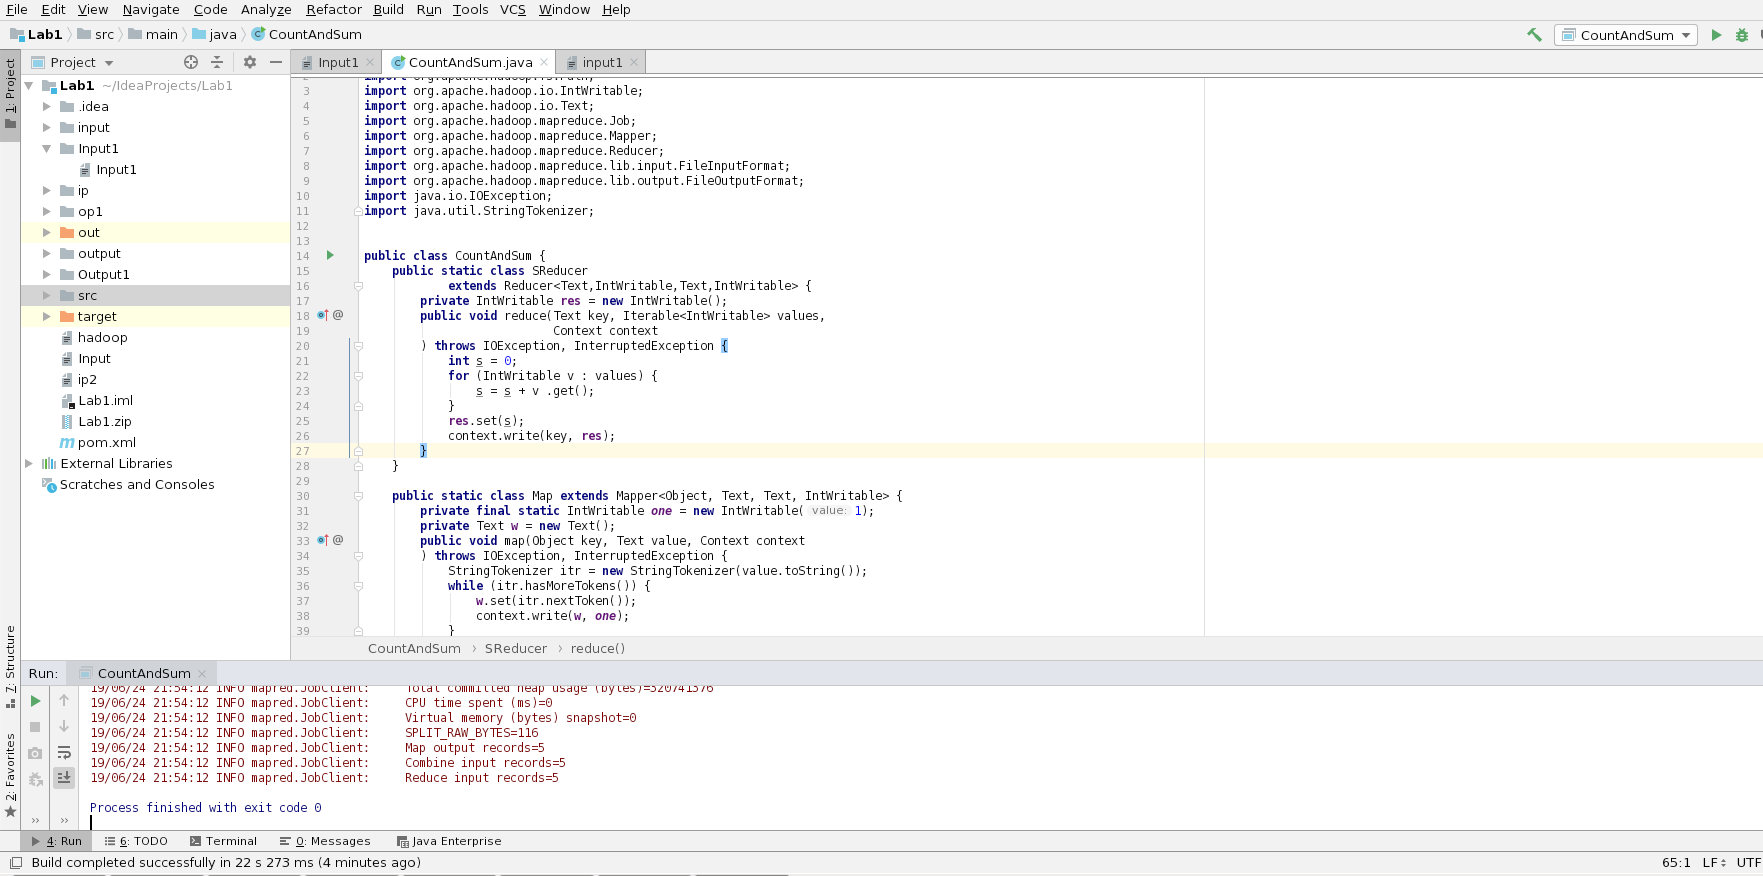 File Edit View Navigate Code Analyze Refactor Build Run Tools VCS Window Help
Lab1 src main java CountAndSum CountAndSum
1: Project
Project
Lab1 ~/IdeaProjects/Lab1
.idea
input
Input1
Input1
ip
op1
out
output
Output1
src
target
hadoop
Input
ip2
Lab1.iml
Lab1.zip
pom.xml
External Libraries
Scratches and Consoles
7: Structure
2: Favorites
Input1 CountAndSum.java input1
2 import org.apache.hadoop.fs.Path;
3 import org.apache.hadoop.io.IntWritable;
4 import org.apache.hadoop.io.Text;
5 import org.apache.hadoop.mapreduce.Job;
6 import org.apache.hadoop.mapreduce.Mapper;
7 import org.apache.hadoop.mapreduce.Reducer;
8 import org.apache.hadoop.mapreduce.lib.input.FileInputFormat;
9 import org.apache.hadoop.mapreduce.lib.output.FileOutputFormat;
10 import java.io.IOException;
11 import java.util.StringTokenizer;
12
13
14 public class CountAndSum {
15 public static class SReducer
16 extends Reducer<Text,IntWritable,Text,IntWritable> {
17 private IntWritable res = new IntWritable();
18 @ public void reduce(Text key, Iterable<IntWritable> values,
19 Context context
20 ) throws IOException, InterruptedException {
21 int s = 0;
22 for (IntWritable v : values) {
23 s = s + v .get();
24 }
25 res.set(s);
26 context.write(key, res);
27 }
28 }
29
30 public static class Map extends Mapper<Object, Text, Text, IntWritable> {
31 private final static IntWritable one = new IntWritable( value: 1);
32 private Text w = new Text();
33 @ public void map(Object key, Text value, Context context
34 ) throws IOException, InterruptedException {
35 StringTokenizer itr = new StringTokenizer(value.toString());
36 while (itr.hasMoreTokens()) {
37 w.set(itr.nextToken());
38 context.write(w, one);
39 }
CountAndSum › SReducer › reduce()
Run: CountAndSum
19/06/24 21:54:12 INFO mapred.JobClient: Total committed heap usage (bytes)=320741376
19/06/24 21:54:12 INFO mapred.JobClient: CPU time spent (ms)=0
19/06/24 21:54:12 INFO mapred.JobClient: Virtual memory (bytes) snapshot=0
19/06/24 21:54:12 INFO mapred.JobClient: SPLIT_RAW_BYTES=116
19/06/24 21:54:12 INFO mapred.JobClient: Map output records=5
19/06/24 21:54:12 INFO mapred.JobClient: Combine input records=5
19/06/24 21:54:12 INFO mapred.JobClient: Reduce input records=5
Process finished with exit code 0
4: Run 6: TODO Terminal 0: Messages Java Enterprise
Build completed successfully in 22 s 273 ms (4 minutes ago) 65:1 LF UTF